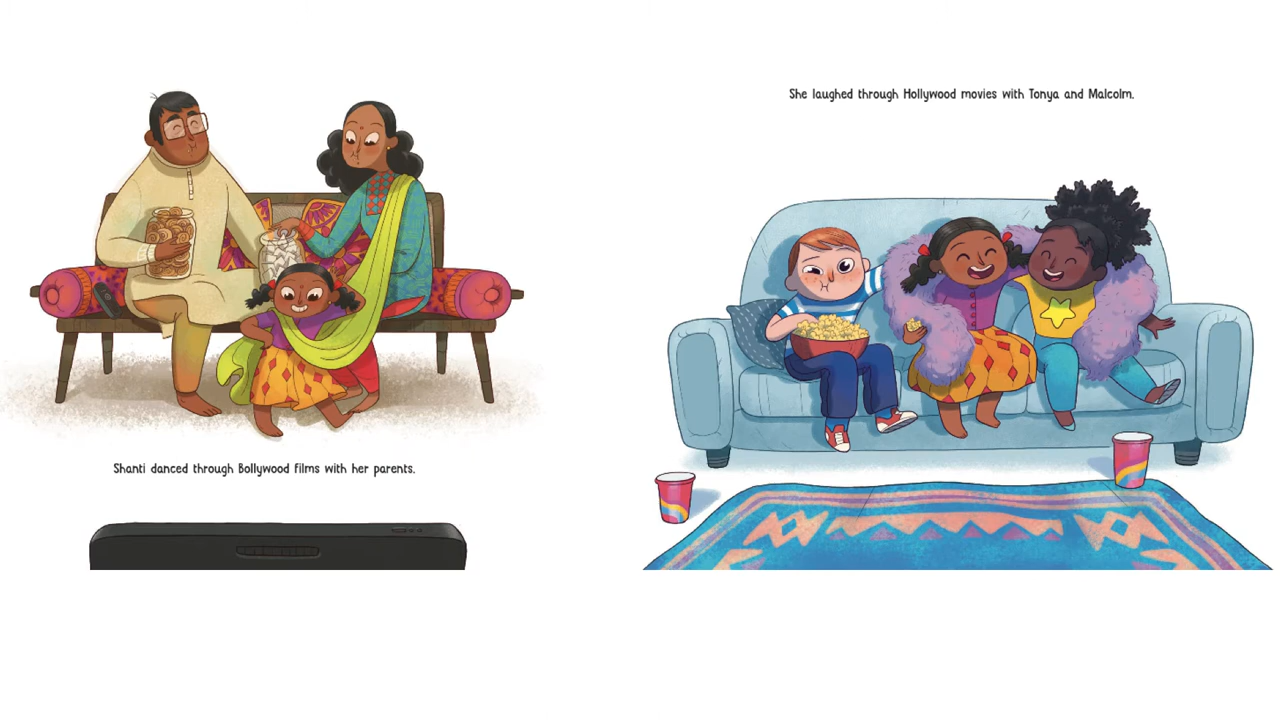 Shanti danced through Bollywood films with her parents.
She laughed through Hollywood movies with Tonya and Malcolm.